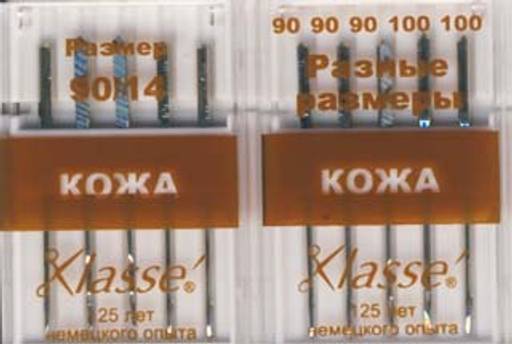 Размер
90/14
КОЖА
Klasse'®
125 лет
немецкого опыта
90 90 90 100 100
Разные
размеры
КОЖА
Klasse'®
125 лет
немецкого опыта